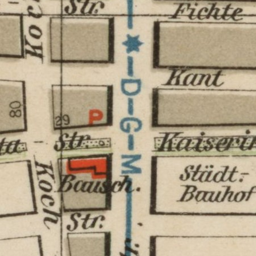 Str.
Fichte
Koch
Kant
80
29
P
D-G-M
Str.
Kaiserin
Koch
Bausch.
Städt.-
Bauhof
Str.